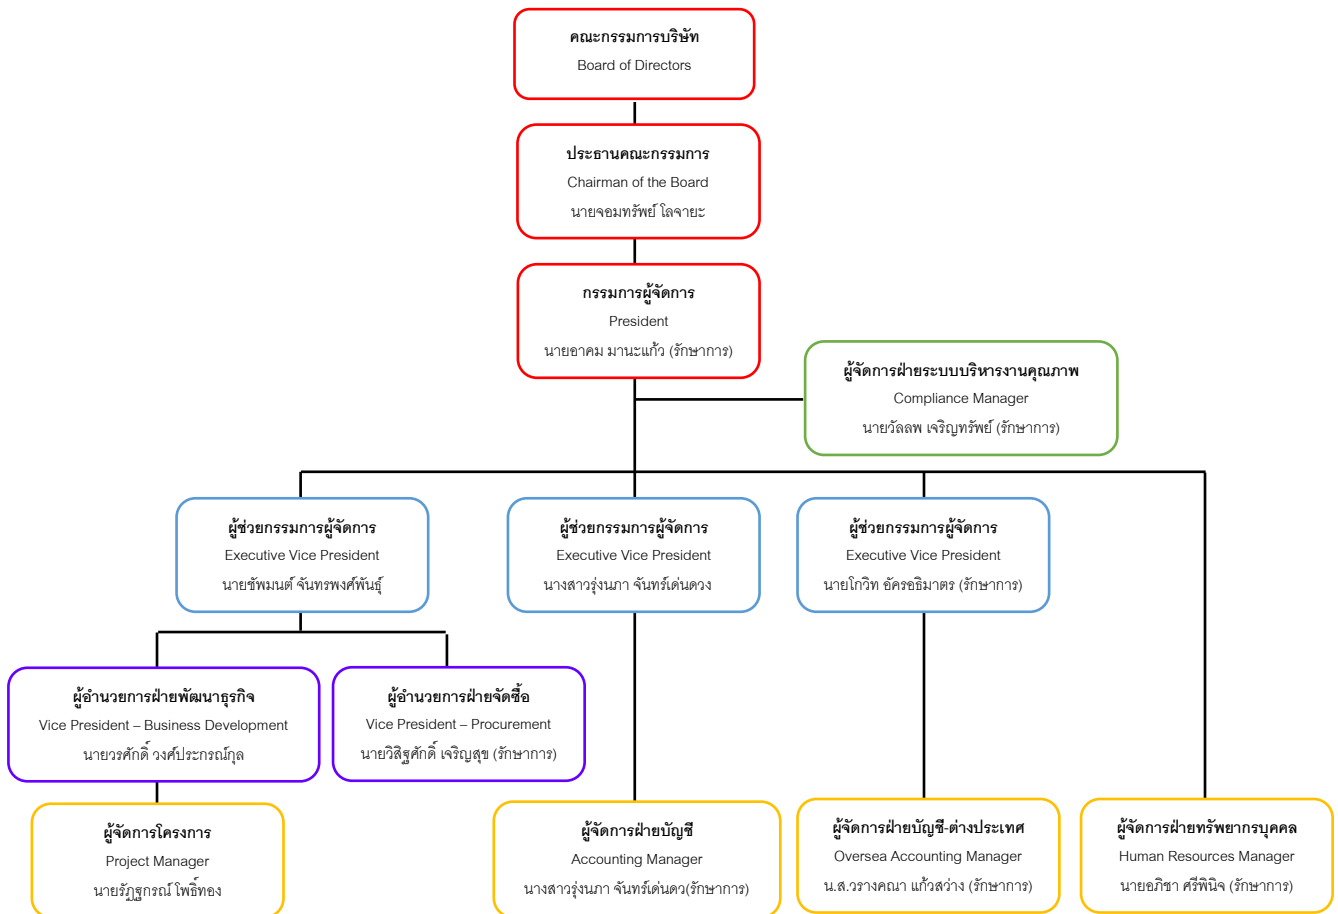 คณะกรรมการบริษัท
Board of Directors
ประธานคณะกรรมการ
Chairman of the Board
นายจอมทรัพย์ โลจายะ
กรรมการผู้จัดการ
President
นายอาคม มานะแก้ว (รักษาการ)
ผู้จัดการฝ่ายระบบบริหารงานคุณภาพ
Compliance Manager
นายวัลลพ เจริญทรัพย์ (รักษาการ)
ผู้ช่วยกรรมการผู้จัดการ
Executive Vice President
นายชัพมนต์ จันทรพงศ์พันธุ์
ผู้ช่วยกรรมการผู้จัดการ
Executive Vice President
นางสาวรุ่งนภา จันทร์เด่นดวง
ผู้ช่วยกรรมการผู้จัดการ
Executive Vice President
นายโกวิท อัครอธิมาตร (รักษาการ)
ผู้อำนวยการฝ่ายพัฒนาธุรกิจ
Vice President – Business Development
นายวรศักดิ์ วงศ์ประกรณ์กุล
ผู้อำนวยการฝ่ายจัดซื้อ
Vice President – Procurement
นายวิสิฐศักดิ์ เจริญสุข (รักษาการ)
ผู้จัดการโครงการ
Project Manager
นายรัฏฐกรณ์ โพธิ์ทอง
ผู้จัดการฝ่ายบัญชี
Accounting Manager
นางสาวรุ่งนภา จันทร์เด่นดว(รักษาการ)
ผู้จัดการฝ่ายบัญชี-ต่างประเทศ
Oversea Accounting Manager
น.ส.วรางคณา แก้วสว่าง (รักษาการ)
ผู้จัดการฝ่ายทรัพยากรบุคคล
Human Resources Manager
นายอภิชา ศรีพินิจ (รักษาการ)